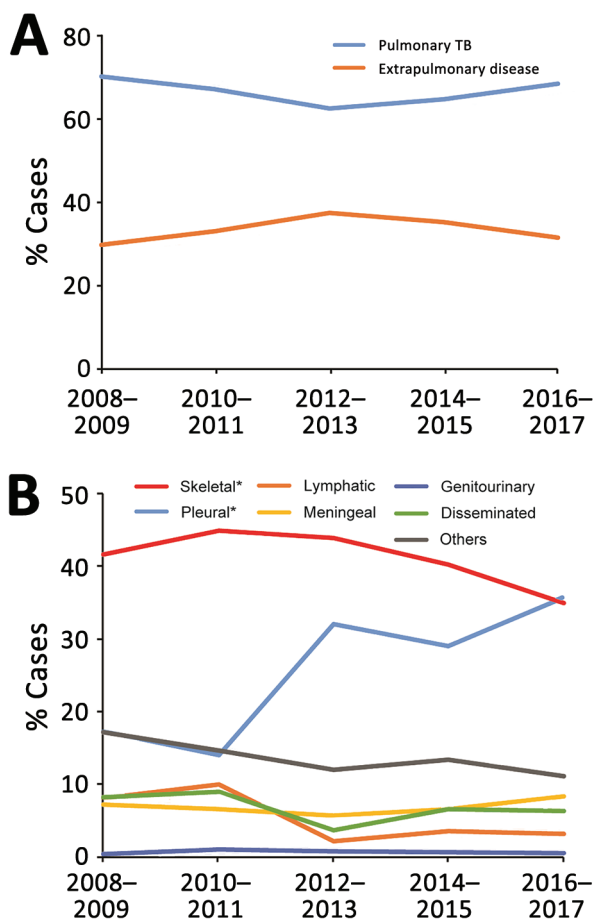 A
80
60
40
20
0
% Cases
Pulmonary TB
Extrapulmonary disease
2008–
2009
2010–
2011
2012–
2013
2014–
2015
2016–
2017
B
50
40
30
20
10
0
% Cases
Skeletal*
Lymphatic
Genitourinary
Pleural*
Meningeal
Disseminated
Others
2008–
2009
2010–
2011
2012–
2013
2014–
2015
2016–
2017